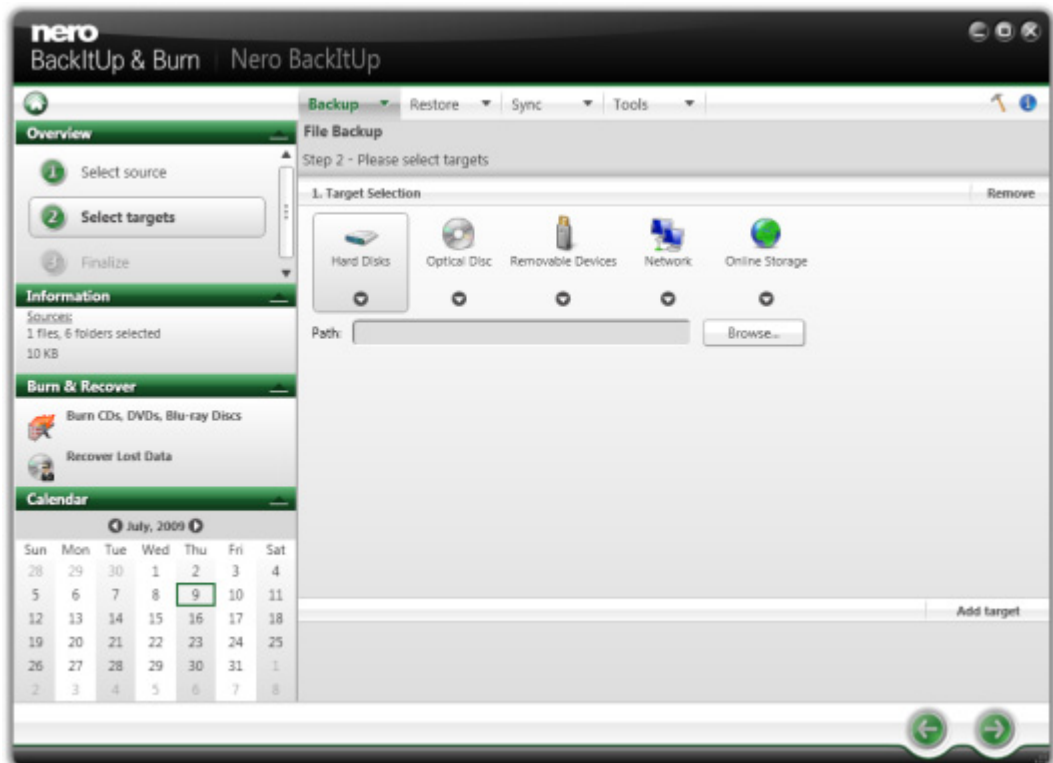 nero
BackItUp & Burn | Nero BackItUp
Backup Restore Sync Tools
Overview
1 Select source
2 Select targets
3 Finalize
Information
Sources:
1 files, 6 folders selected
10 KB
Burn & Recover
Burn CDs, DVDs, Blu-ray Discs
Recover Lost Data
Calendar
July, 2009
Sun Mon Tue Wed Thu Fri Sat
28 29 30 1 2 3 4
5 6 7 8 9 10 11
12 13 14 15 16 17 18
19 20 21 22 23 24 25
26 27 28 29 30 31 1
2 3 4 5 6 7 8
File Backup
Step 2 - Please select targets
1. Target Selection Remove
Hard Disks Optical Disc Removable Devices Network Online Storage
Path: Browse...
Add target